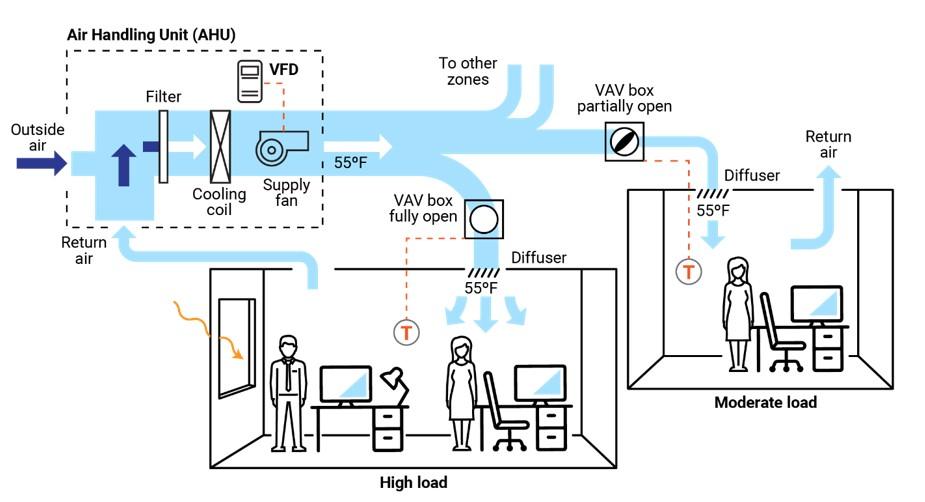 Air Handling Unit (AHU)
VFD
Filter
Outside
air
Cooling
coil
Supply
fan
55ºF
Return
air
To other
zones
VAV box
partially open
VAV box
fully open
Diffuser
55ºF
T
High load
Diffuser
55ºF
Return
air
T
Moderate load